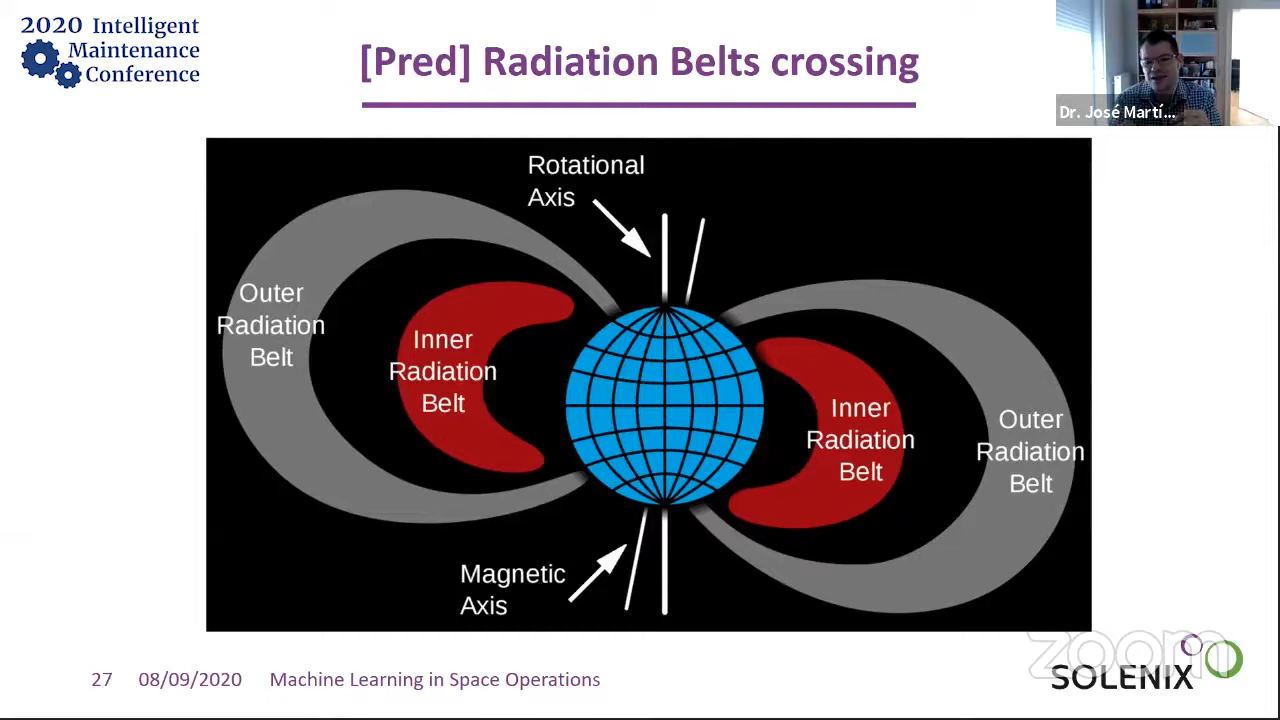 2020 Intelligent
Maintenance
Conference
[Pred] Radiation Belts crossing
Dr. José Martí...
Rotational
Axis
Outer
Radiation
Belt
Inner
Radiation
Belt
Inner
Radiation
Belt
Outer
Radiation
Belt
Magnetic
Axis
27 08/09/2020 Machine Learning in Space Operations
zoom
SOLENIX